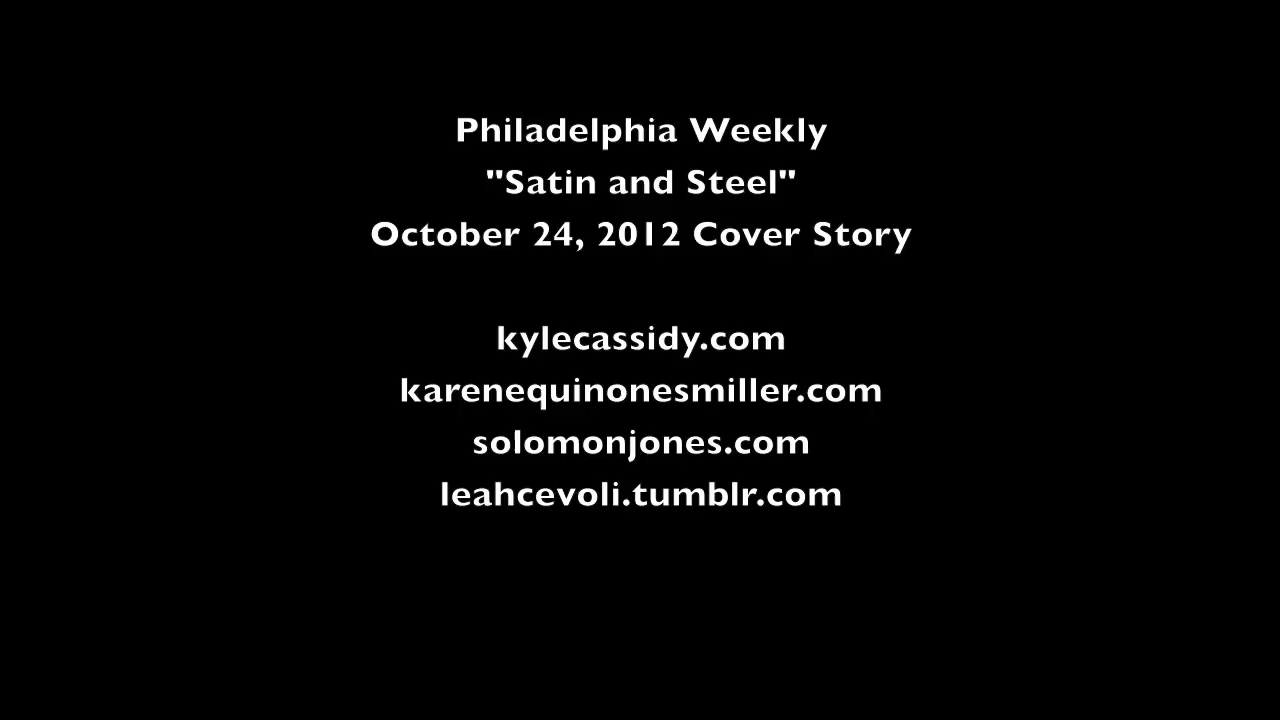 Philadelphia Weekly
"Satin and Steel"
October 24, 2012 Cover Story
kylecassidy.com
karenequinonesmiller.com
solomonjones.com
leahcevoli.tumblr.com